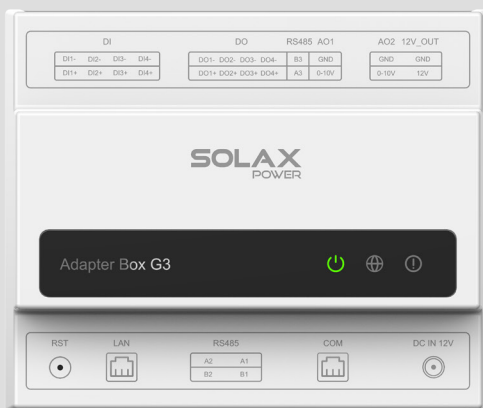 DI DO RS485 AO1 AO2 12V_OUT
DI1- DI2- DI3- DI4- DO1- DO2- DO3- DO4- B3 GND GND GND
DI1+ DI2+ DI3+ DI4+ DO1+ DO2+ DO3+ DO4+ A3 0-10V 0-10V 12V
SOLAX
POWER
Adapter Box G3
RST LAN RS485 COM DC IN 12V
A2 A1
B2 B1